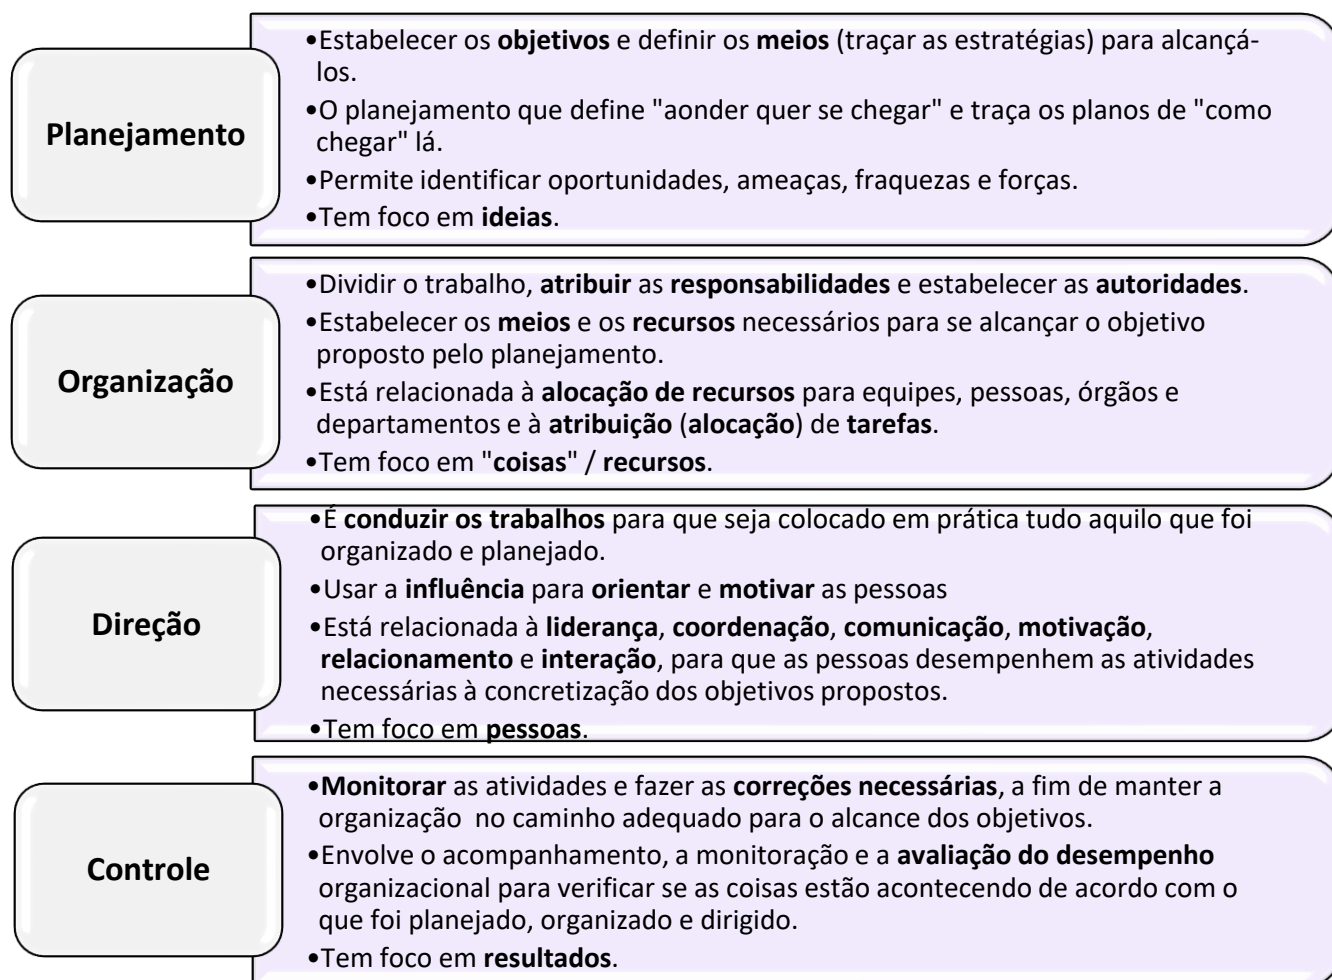 Planejamento
•Estabelecer os objetivos e definir os meios (traçar as estratégias) para alcançá-
los.
•O planejamento que define "aonder quer se chegar" e traça os planos de "como
chegar" lá.
•Permite identificar oportunidades, ameaças, fraquezas e forças.
•Tem foco em ideias.
Organização
•Dividir o trabalho, atribuir as responsabilidades e estabelecer as autoridades.
•Estabelecer os meios e os recursos necessários para se alcançar o objetivo
proposto pelo planejamento.
•Está relacionada à alocação de recursos para equipes, pessoas, órgãos e
departamentos e à atribuição (alocação) de tarefas.
•Tem foco em "coisas" / recursos.
Direção
•É conduzir os trabalhos para que seja colocado em prática tudo aquilo que foi
organizado e planejado.
•Usar a influência para orientar e motivar as pessoas
•Está relacionada à liderança, coordenação, comunicação, motivação,
relacionamento e interação, para que as pessoas desempenhem as atividades
necessárias à concretização dos objetivos propostos.
•Tem foco em pessoas.
Controle
•Monitorar as atividades e fazer as correções necessárias, a fim de manter a
organização no caminho adequado para o alcance dos objetivos.
•Envolve o acompanhamento, a monitoração e a avaliação do desempenho
organizacional para verificar se as coisas estão acontecendo de acordo com o
que foi planejado, organizado e dirigido.
•Tem foco em resultados.